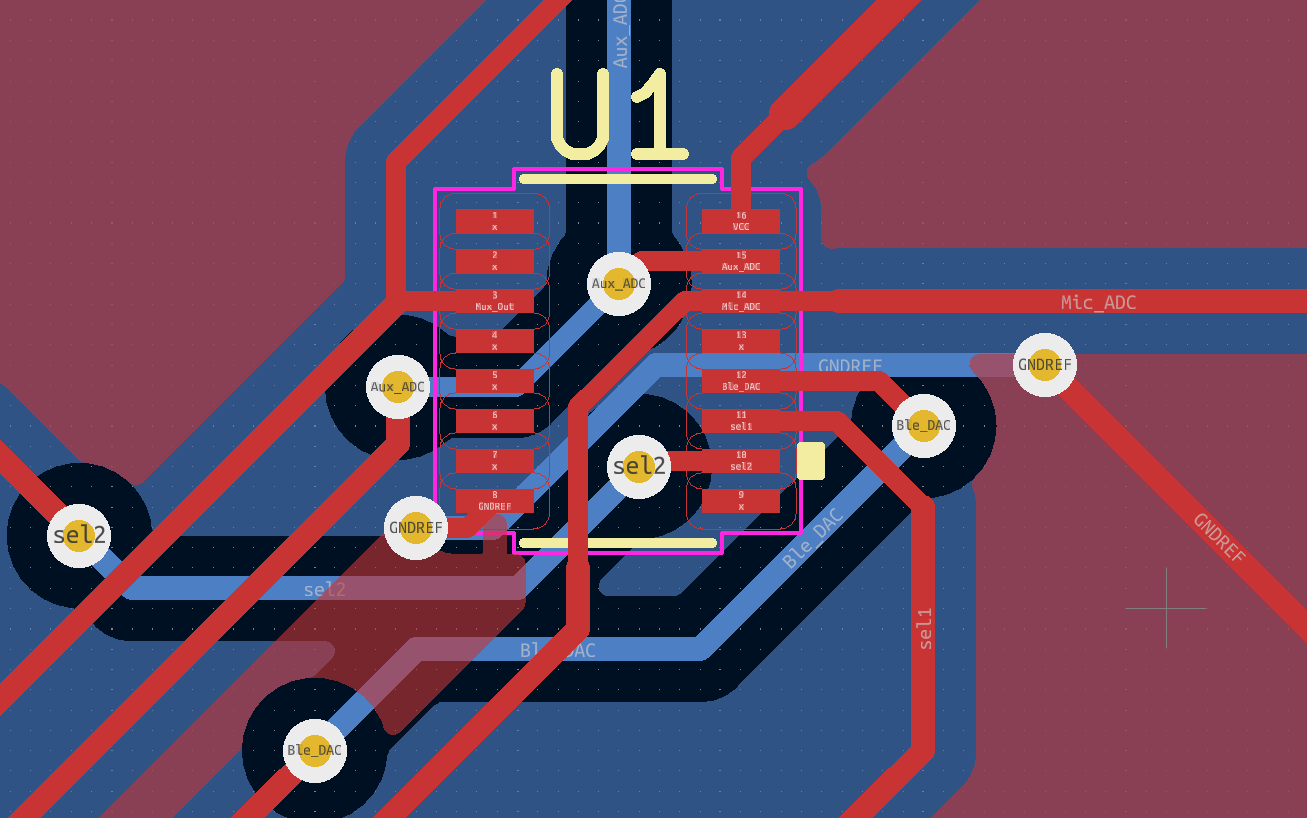 Aux_ADC
U1
1
x
16
VCC
2
x
15
Aux_ADC
Aux_ADC
3
Mux_Out
14
Mic_ADC
Mic_ADC
4
x
13
x
GNDREF
GNDREF
Aux_ADC
5
x
12
Ble_DAC
6
x
11
sel1
Ble_DAC
7
x
sel2
10
sel2
8
GNDREF
9
x
GNDREF
sel2
Ble_DAC
GNDREF
sel2
sel1
Ble_DAC
Ble_DAC